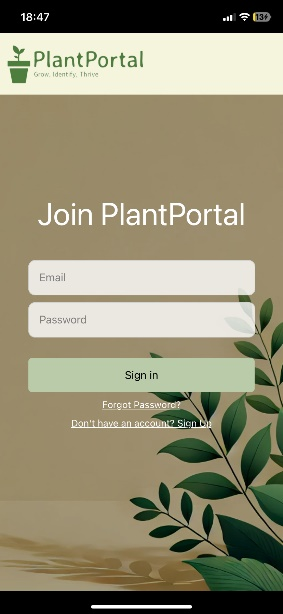 18:47
13
PlantPortal
Grow, Identify, Thrive
Join PlantPortal
Email
Password
Sign in
Forgot Password?
Don't have an account? Sign Up